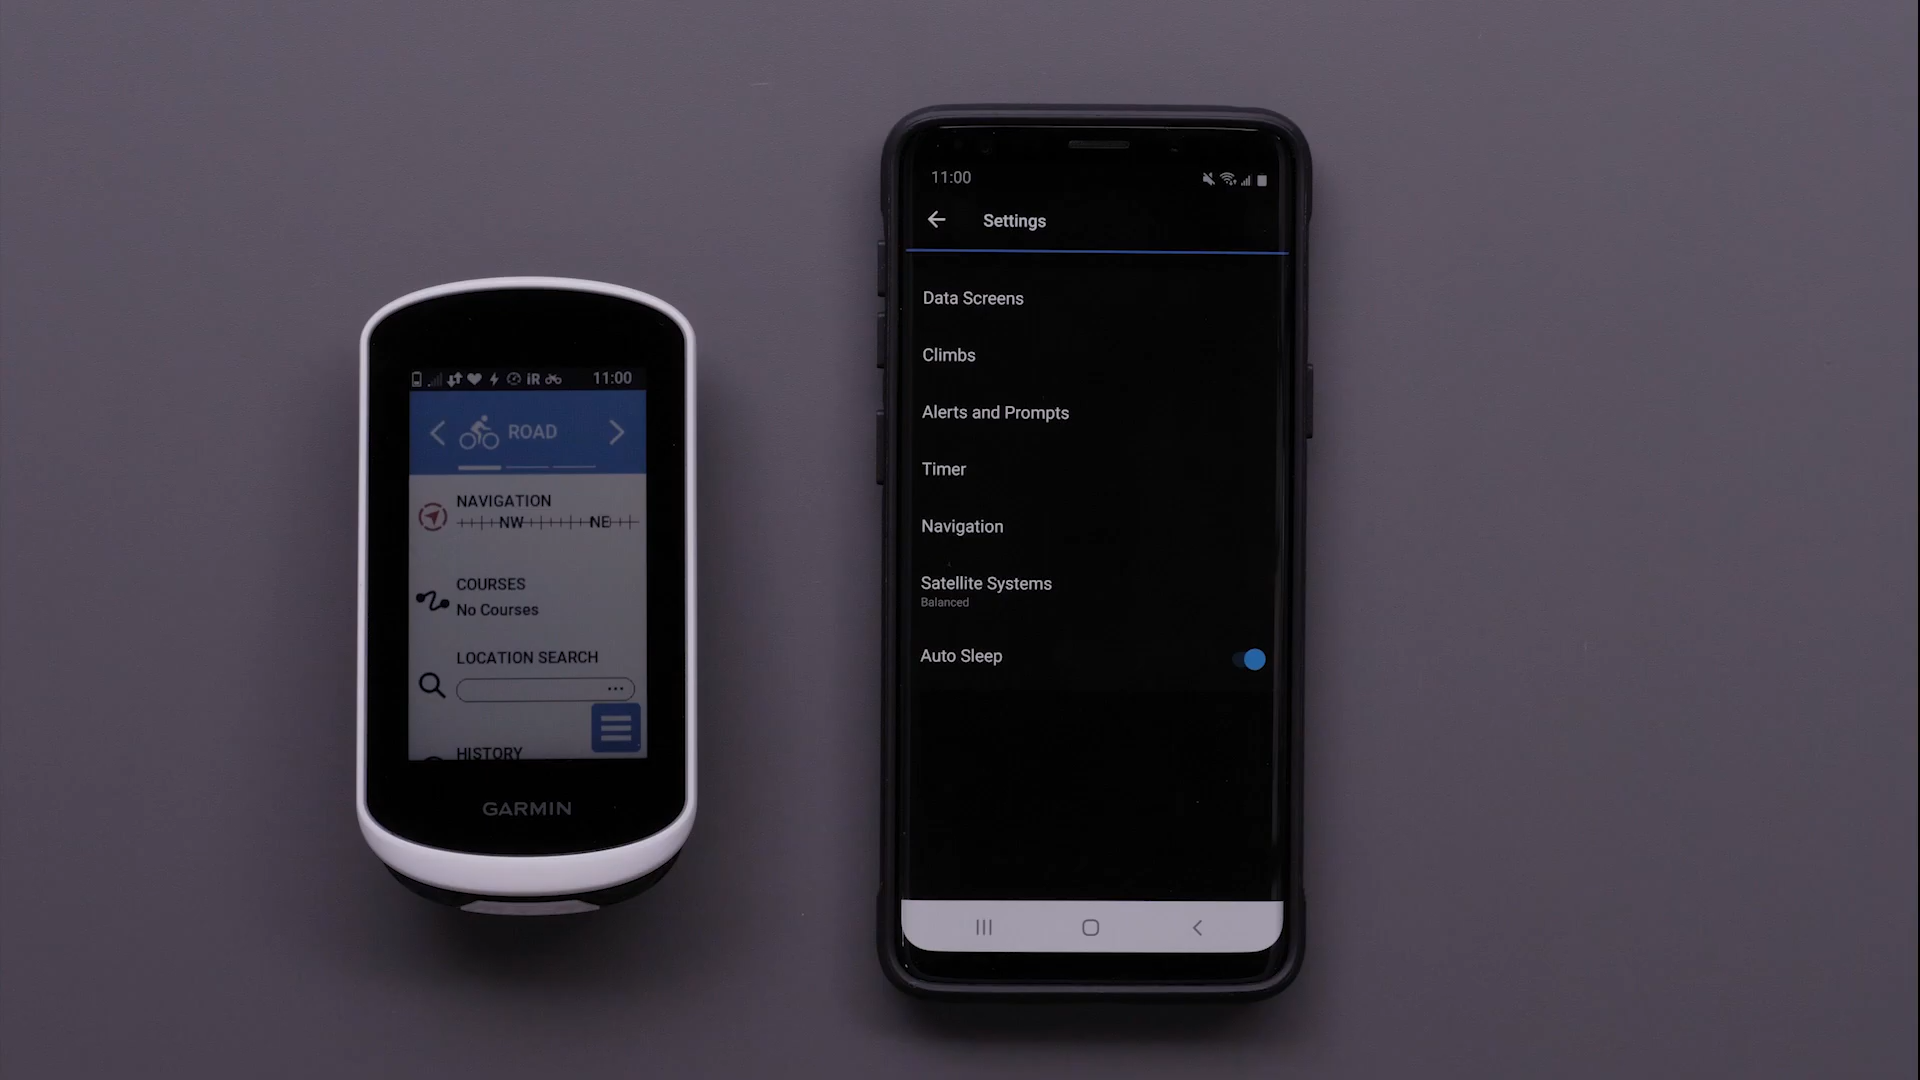 iR 11:00
ROAD
NAVIGATION
NW NE
COURSES
No Courses
LOCATION SEARCH
HISTORY
GARMIN
11:00
Settings
Data Screens
Climbs
Alerts and Prompts
Timer
Navigation
Satellite Systems
Balanced
Auto Sleep